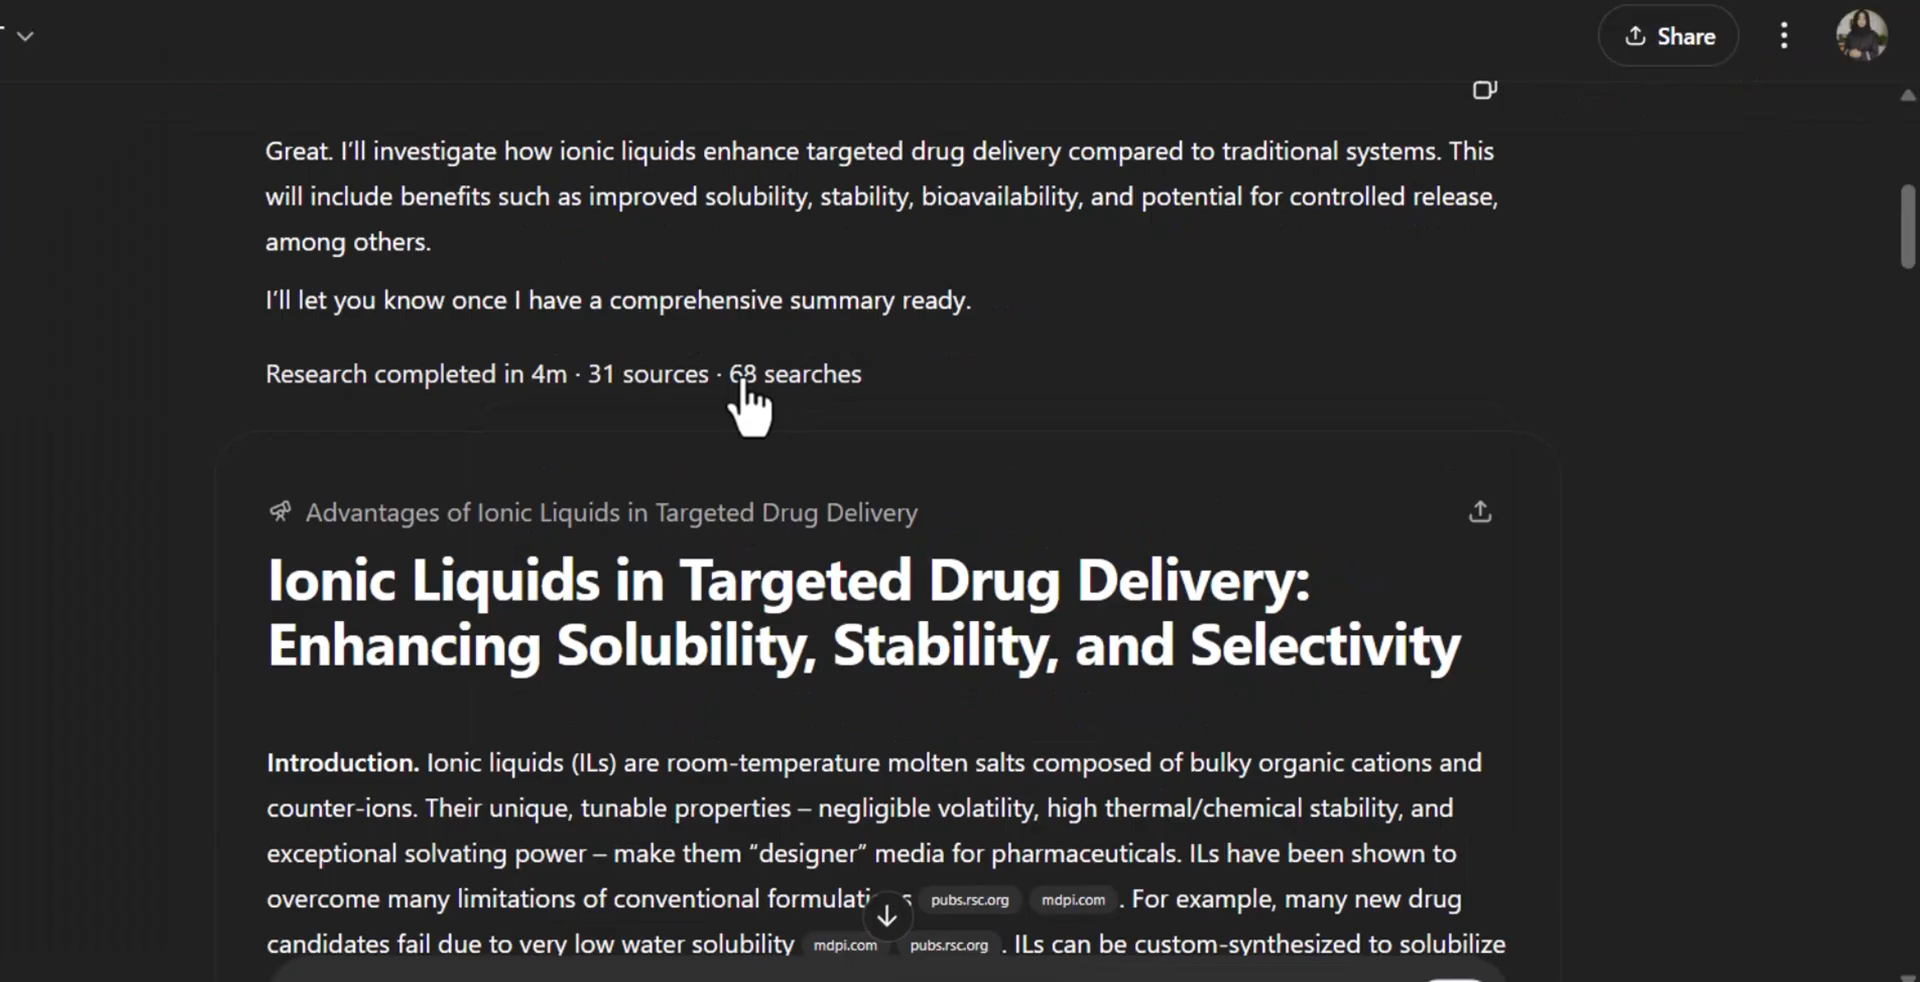 Share
Great. I’ll investigate how ionic liquids enhance targeted drug delivery compared to traditional systems. This
will include benefits such as improved solubility, stability, bioavailability, and potential for controlled release,
among others.
I’ll let you know once I have a comprehensive summary ready.
Research completed in 4m · 31 sources · 68 searches
Advantages of Ionic Liquids in Targeted Drug Delivery
Ionic Liquids in Targeted Drug Delivery:
Enhancing Solubility, Stability, and Selectivity
Introduction. Ionic liquids (ILs) are room-temperature molten salts composed of bulky organic cations and
counter-ions. Their unique, tunable properties – negligible volatility, high thermal/chemical stability, and
exceptional solvating power – make them “designer” media for pharmaceuticals. ILs have been shown to
overcome many limitations of conventional pubs.rsc.org mdpi.com . For example, many new drug
candidates fail due to very low water solubility mdpi.com pubs.rsc.org . ILs can be custom-synthesized to solubilize